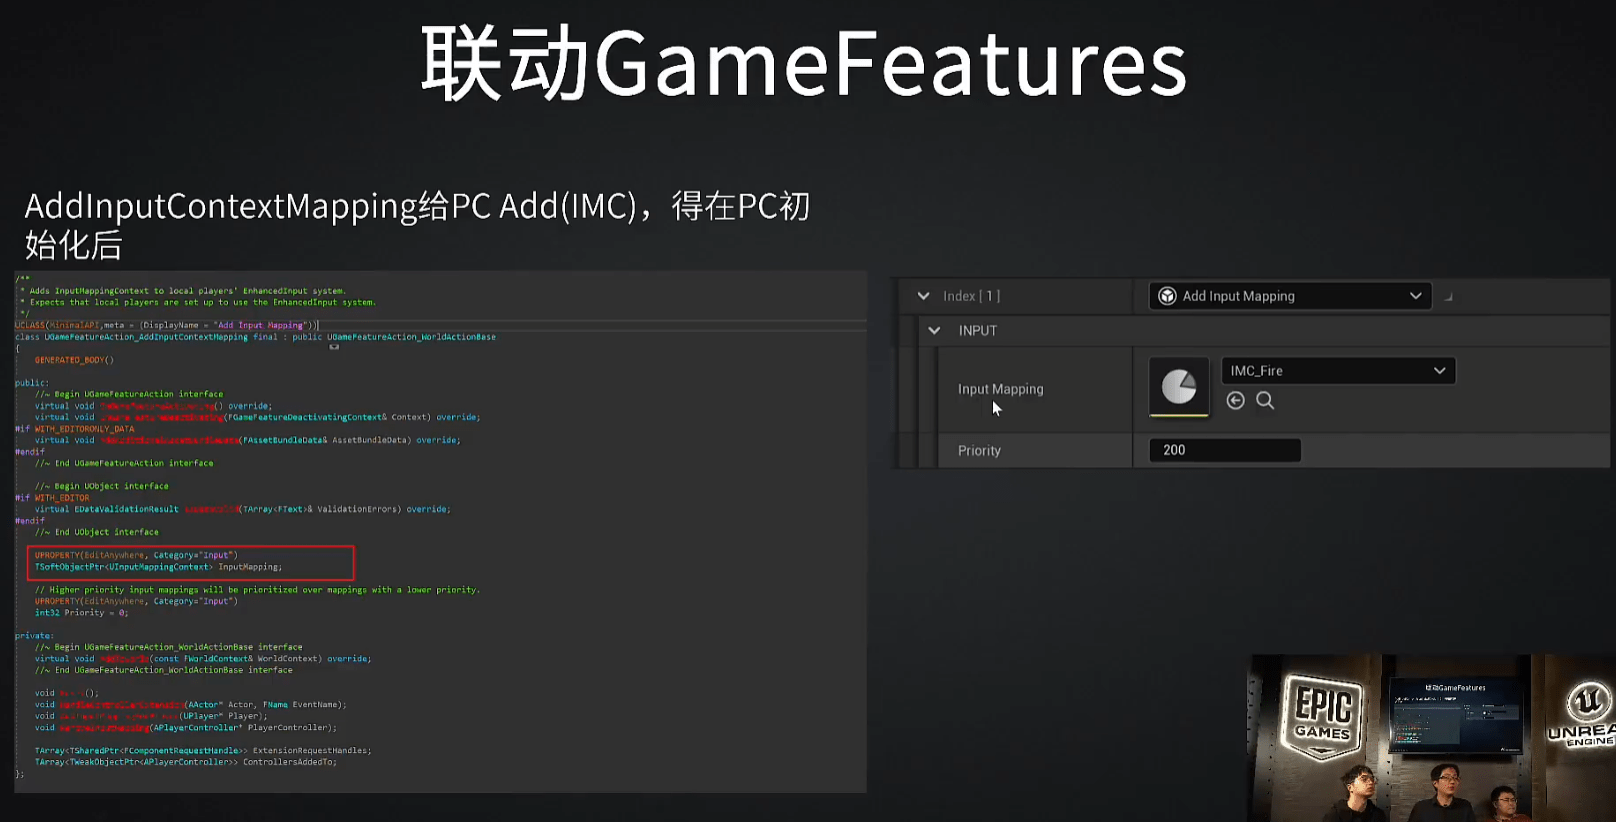 联动GameFeatures
AddInputContextMapping给PC Add(IMC)，得在PC初
始化后
/**
* Adds InputMappingContext to local players' EnhancedInput system.
* Expects that local players are set up to use the EnhancedInput system.
*/
UCLASS(MinimalAPI,meta = (DisplayName = "Add Input Mapping"))
class UGameFeatureAction_AddInputContextMapping final : public UGameFeatureAction_WorldActionBase
{
GENERATED_BODY()
public:
//~ Begin UGameFeatureAction interface
virtual void () override;
virtual void (FGameFeatureDeactivatingContext& Context) override;
#if WITH_EDITORONLY_DATA
virtual void (FAssetBundleData& AssetBundleData) override;
#endif
//~ End UGameFeatureAction interface
//~ Begin UObject interface
#if WITH_EDITOR
virtual EDataValidationResult (TArray<FText>& ValidationErrors) override;
#endif
//~ End UObject interface
UPROPERTY(EditAnywhere, Category="Input")
TSoftObjectPtr<UInputMappingContext> InputMapping;
// Higher priority input mappings will be prioritized over mappings with a lower priority.
UPROPERTY(EditAnywhere, Category="Input")
int32 Priority = 0;
private:
//~ Begin UGameFeatureAction_WorldActionBase interface
virtual void (const FWorldContext& WorldContext) override;
//~ End UGameFeatureAction_WorldActionBase interface
void ();
void (AActor* Actor, FName EventName);
void (UPlayer* Player);
void (APlayerController* PlayerController);
TArray<TSharedPtr<FComponentRequestHandle>> ExtensionRequestHandles;
TArray<TWeakObjectPtr<APlayerController>> ControllersAddedTo;
};
Index [ 1 ]
Add Input Mapping
INPUT
Input Mapping
IMC_Fire
Priority
200
EPIC
GAMES
联动GameFeatures
UNREA
ENGINE